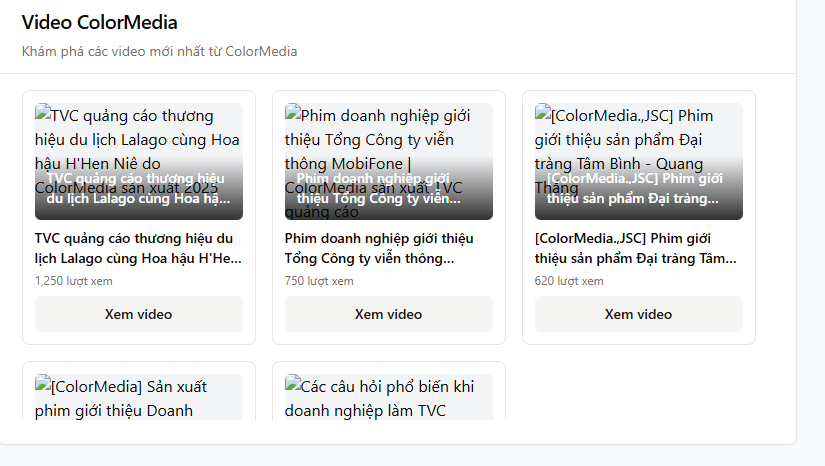 Video ColorMedia
Khám phá các video mới nhất từ ColorMedia
TVC quảng cáo thương
hiệu du lịch Lalago cùng Hoa
hậu H'Hen Niê do
ColorMedia sản xuất 2025
TVC quảng cáo thương hiệu
du lịch Lalago cùng Hoa hậ...
TVC quảng cáo thương hiệu du
lịch Lalago cùng Hoa hậu H'He...
1,250 lượt xem
Xem video
Phim doanh nghiệp giới
thiệu Tổng Công ty viễn
thông MobiFone |
ColorMedia sản xuất TVC
quảng cáo
Phim doanh nghiệp giới
thiệu Tổng Công ty viễn...
Phim doanh nghiệp giới thiệu
Tổng Công ty viễn thông...
750 lượt xem
Xem video
[ColorMedia.,JSC] Phim
giới thiệu sản phẩm Đại
tràng Tâm Bình - Quang
Thắng
[ColorMedia.,JSC] Phim giới
thiệu sản phẩm Đại tràng...
[ColorMedia.,JSC] Phim giới
thiệu sản phẩm Đại tràng Tâm...
620 lượt xem
Xem video
[ColorMedia] Sản xuất
phim giới thiệu Doanh
Các câu hỏi phổ biến khi
doanh nghiệp làm TVC